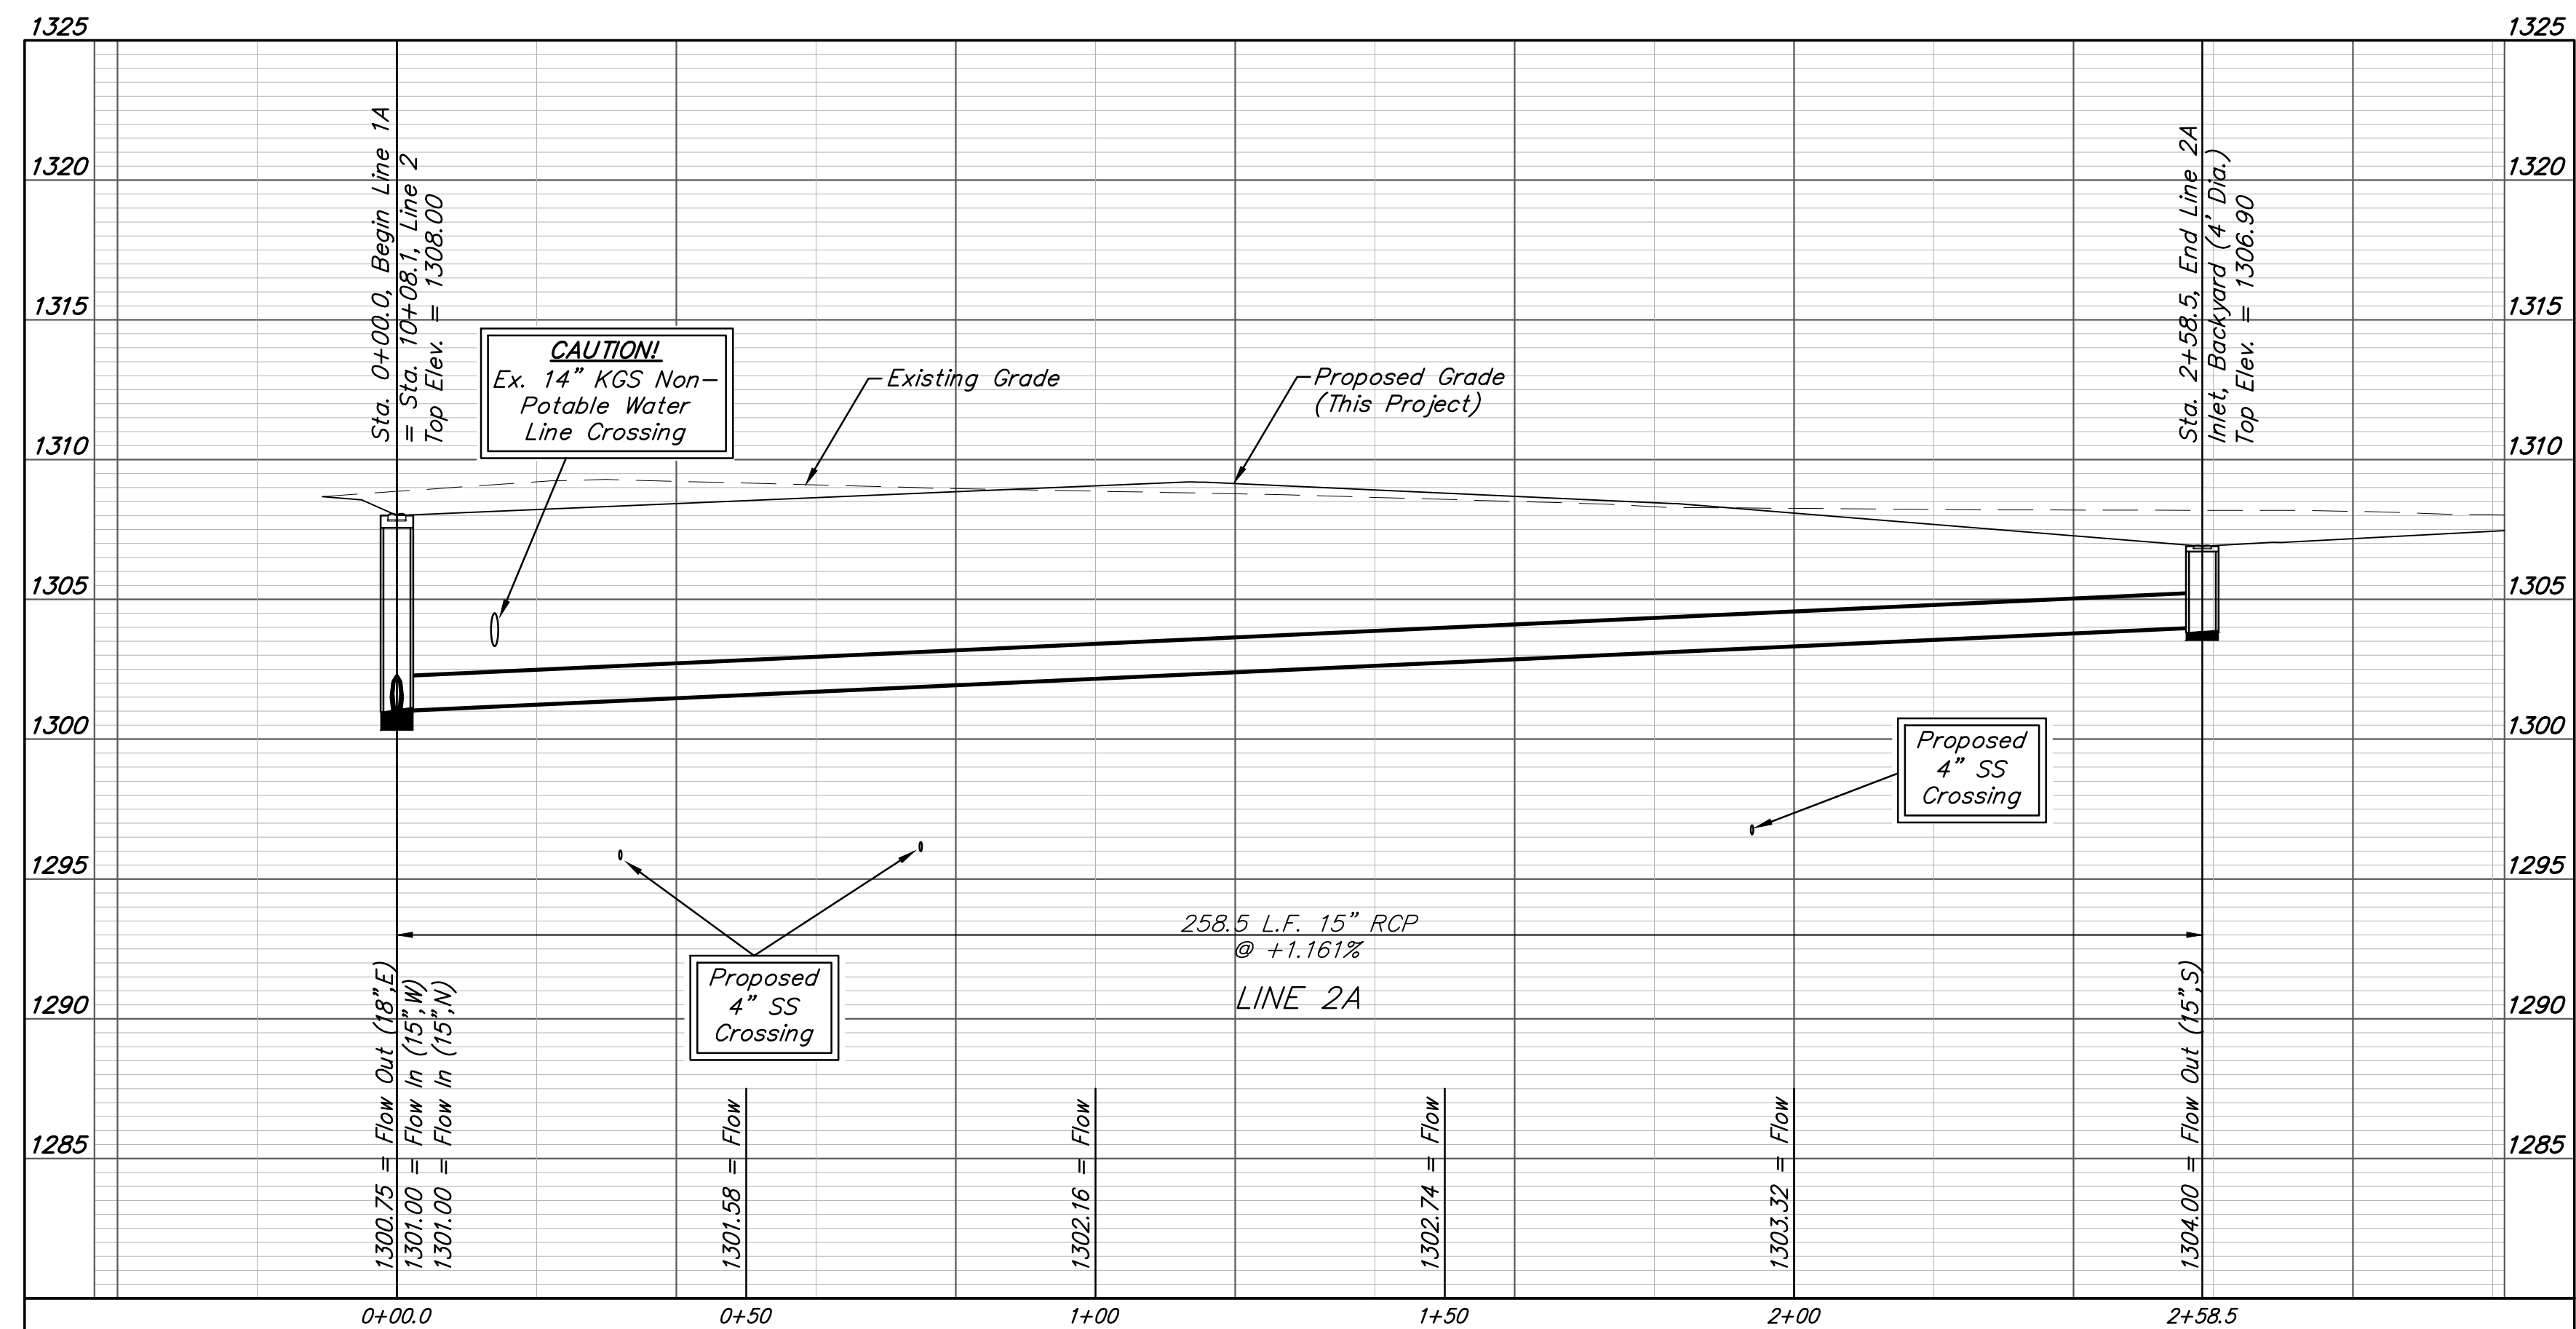 1325
1325
1320
1320
1315
1315
1310
1310
1305
1305
1300
1300
1295
1295
1290
1290
1285
1285
Sta. 0+00.0, Begin Line 1A
= Sta. 10+08.1, Line 2
Top Elev. = 1308.00
CAUTION!
Ex. 14" KGS Non-
Potable Water
Line Crossing
Existing Grade
Proposed Grade
(This Project)
Sta. 2+58.5, End Line 2A
Inlet, Backyard (4' Dia.)
Top Elev. = 1306.90
Proposed
4" SS
Crossing
Proposed
4" SS
Crossing
258.5 L.F. 15" RCP
@ +1.161%
LINE 2A
1300.75 = Flow Out (18",E)
1301.00 = Flow In (15",W)
1301.00 = Flow In (15",N)
1301.58 = Flow
1302.16 = Flow
1302.74 = Flow
1303.32 = Flow
1304.00 = Flow Out (15",S)
0+00.0
0+50
1+00
1+50
2+00
2+58.5